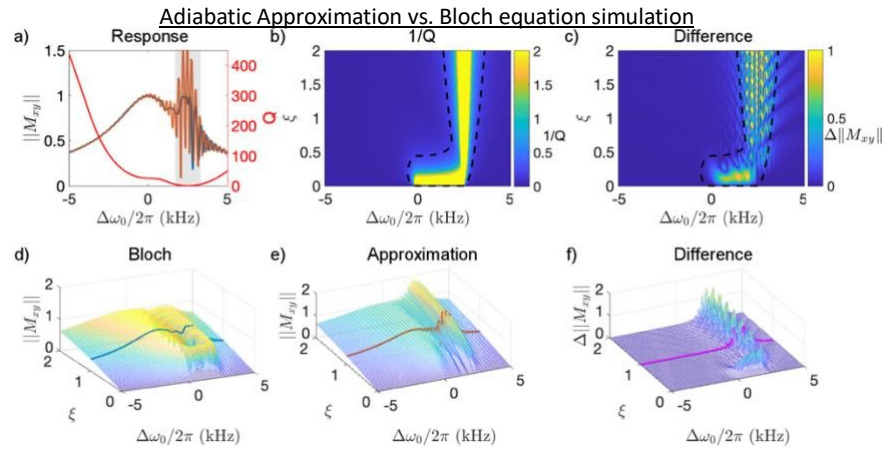 Adiabatic Approximation vs. Bloch equation simulation
a) Response
b) 1/Q
c) Difference
1.5
1
0.5
0
||M_xy||
400
300
200
100
0
Q
-5 0 5
Δω₀/2π (kHz)
2
1.5
1
0.5
0
ξ
2
1.5
1
0.5
0
1/Q
-5 0 5
Δω₀/2π (kHz)
2
1.5
1
0.5
0
ξ
1
0.5
0
Δ||M_xy||
-5 0 5
Δω₀/2π (kHz)
d) Bloch
e) Approximation
f) Difference
||M_xy||
2
1
0
2
1
0
ξ
-5 0 5
Δω₀/2π (kHz)
||M_xy||
2
1
0
2
1
0
ξ
-5 0 5
Δω₀/2π (kHz)
Δ||M_xy||
2
1
0
2
1
0
ξ
-5 0 5
Δω₀/2π (kHz)